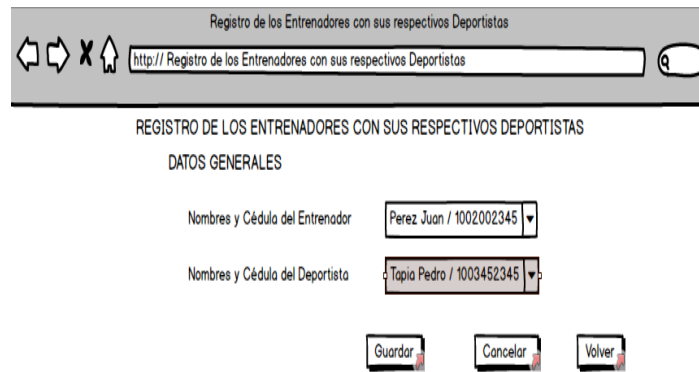 Registro de los Entrenadores con sus respectivos Deportistas
http:// Registro de los Entrenadores con sus respectivos Deportistas
REGISTRO DE LOS ENTRENADORES CON SUS RESPECTIVOS DEPORTISTAS
DATOS GENERALES
Nombres y Cédula del Entrenador Perez Juan / 1002002345
Nombres y Cédula del Deportista Tapia Pedro / 1003452345
Guardar Cancelar Volver